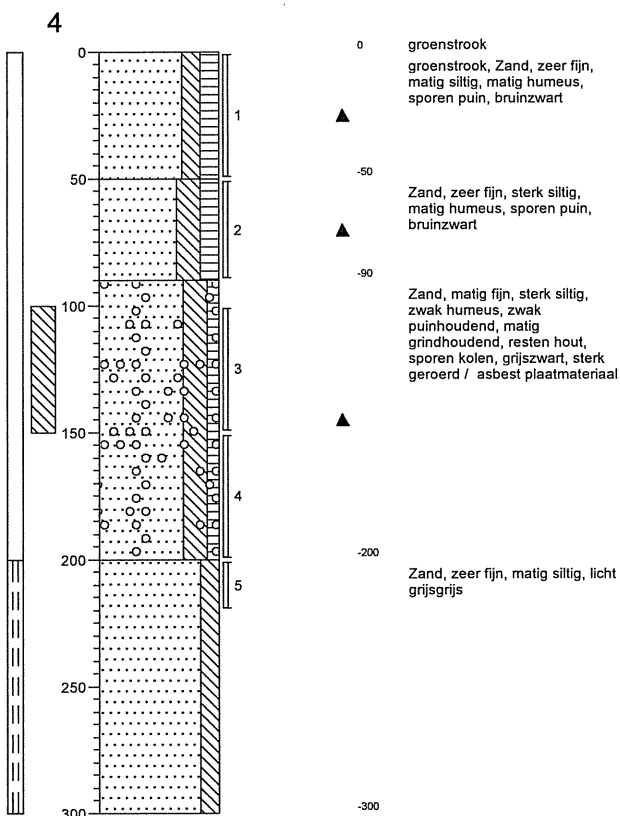 4
0
0 groenstrook
groenstrook, Zand, zeer fijn,
matig siltig, matig humeus,
sporen puin, bruinzwart
1
-50
50
Zand, zeer fijn, sterk siltig,
matig humeus, sporen puin,
bruinzwart
2
-90
Zand, matig fijn, sterk siltig,
zwak humeus, zwak
puinhoudend, matig
grindhoudend, resten hout,
sporen kolen, grijszwart, sterk
geroerd / asbest plaatmateriaal
100
3
150
4
-200
200
Zand, zeer fijn, matig siltig, licht
grijsgrijs
5
250
-300
300